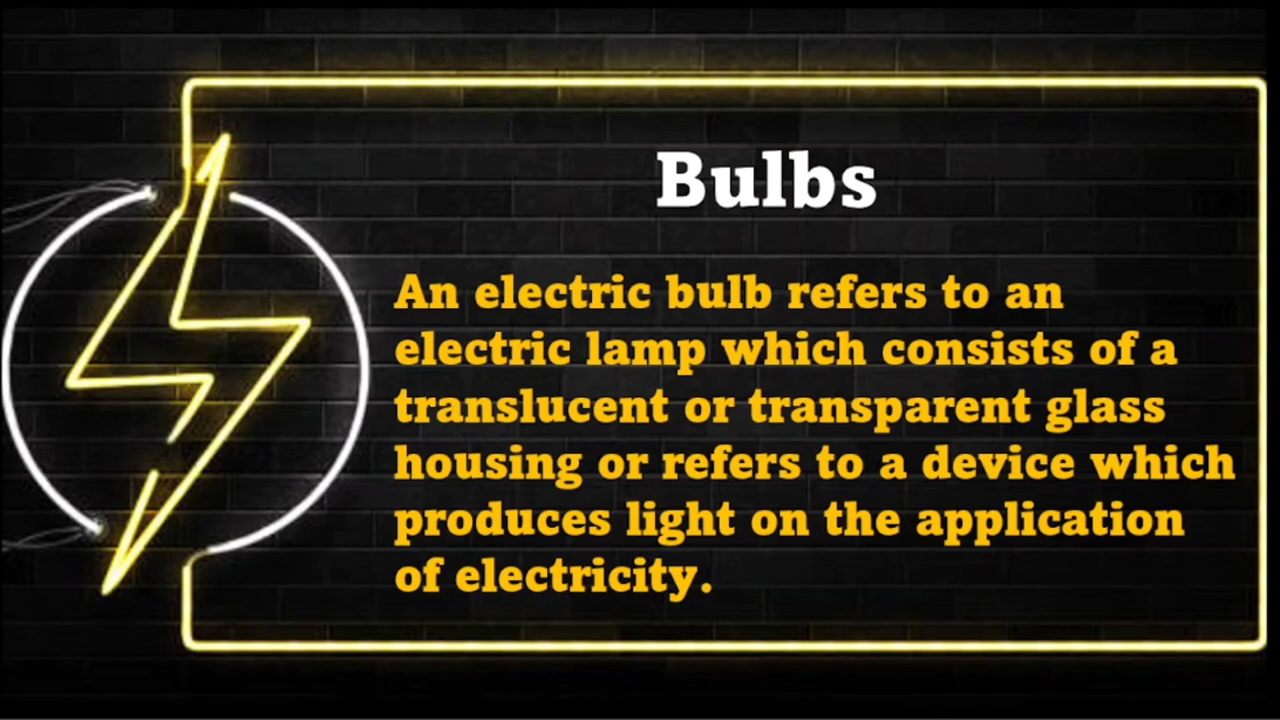 Bulbs
An electric bulb refers to an
electric lamp which consists of a
translucent or transparent glass
housing or refers to a device which
produces light on the application
of electricity.